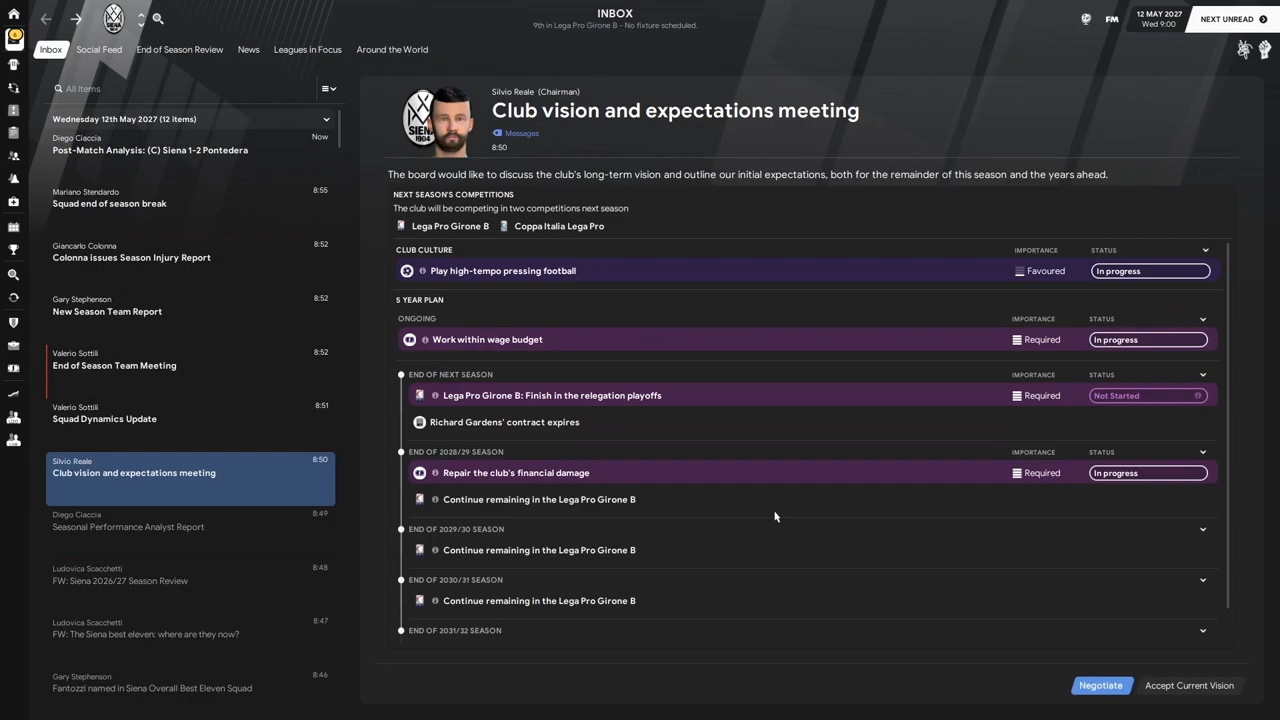 INBOX
9th in Lega Pro Girone B - No fixture scheduled.
FM
12 MAY 2027
Wed 9:00
NEXT UNREAD
6
Inbox
Social Feed
End of Season Review
News
Leagues in Focus
Around the World
All items
Wednesday 12th May 2027 (12 items)
Diego Ciaccia
Now
Post-Match Analysis: (C) Siena 1-2 Pontedera
Mariano Stendardo
8:55
Squad end of season break
Giancarlo Colonna
8:52
Colonna issues Season Injury Report
Gary Stephenson
8:52
New Season Team Report
Valerio Sottili
8:52
End of Season Team Meeting
Valerio Sottili
8:51
Squad Dynamics Update
Silvio Reale
8:50
Club vision and expectations meeting
Diego Ciaccia
8:49
Seasonal Performance Analyst Report
Ludovica Scacchetti
8:48
FW: Siena 2026/27 Season Review
Ludovica Scacchetti
8:47
FW: The Siena best eleven: where are they now?
Gary Stephenson
8:46
Fantozzi named in Siena Overall Best Eleven Squad
SIENA
1904
Silvio Reale (Chairman)
Club vision and expectations meeting
Messages
8:50
The board would like to discuss the club's long-term vision and outline our initial expectations, both for the remainder of this season and the years ahead.
NEXT SEASON'S COMPETITIONS
The club will be competing in two competitions next season
Lega Pro Girone B
Coppa Italia Lega Pro
CLUB CULTURE
IMPORTANCE
STATUS
Play high-tempo pressing football
Favoured
In progress
5 YEAR PLAN
ONGOING
IMPORTANCE
STATUS
Work within wage budget
Required
In progress
END OF NEXT SEASON
IMPORTANCE
STATUS
Lega Pro Girone B: Finish in the relegation playoffs
Required
Not Started
Richard Gardens' contract expires
END OF 2028/29 SEASON
IMPORTANCE
STATUS
Repair the club's financial damage
Required
In progress
Continue remaining in the Lega Pro Girone B
END OF 2029/30 SEASON
Continue remaining in the Lega Pro Girone B
END OF 2030/31 SEASON
Continue remaining in the Lega Pro Girone B
END OF 2031/32 SEASON
Negotiate
Accept Current Vision